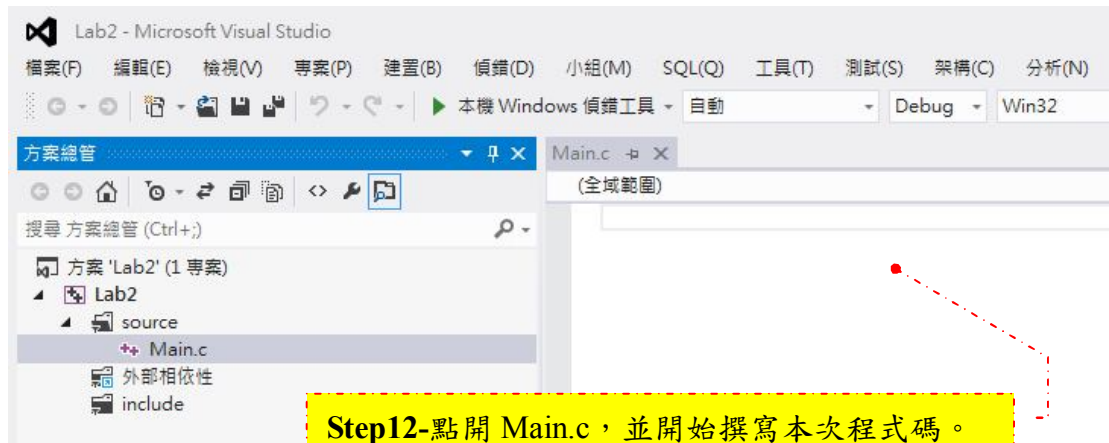 Lab2 - Microsoft Visual Studio
檔案(F) 編輯(E) 檢視(V) 專案(P) 建置(B) 偵錯(D) 小組(M) SQL(Q) 工具(T) 測試(S) 架構(C) 分析(N)
本機 Windows 偵錯工具 自動 Debug Win32
方案總管
Main.c
(全域範圍)
搜尋 方案總管 (Ctrl+;)
方案 'Lab2' (1 專案)
Lab2
source
Main.c
外部相依性
include
Step12-點開 Main.c，並開始撰寫本次程式碼。